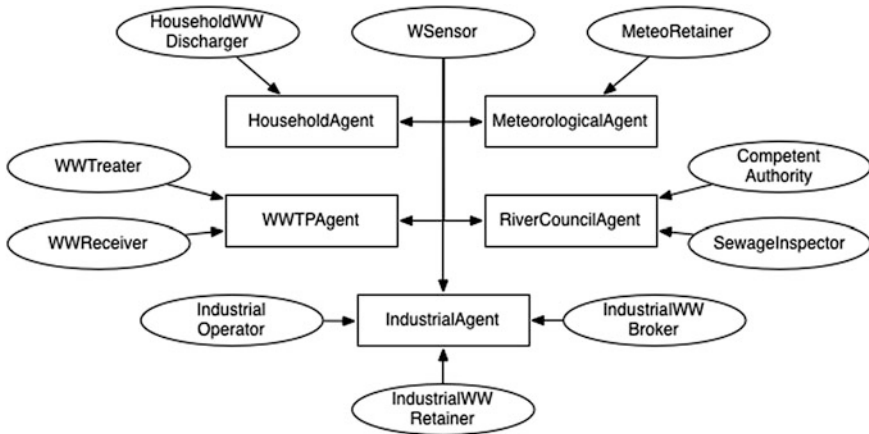 HouseholdWW
Discharger
WSensor
MeteoRetainer
HouseholdAgent
MeteorologicalAgent
WWTreater
Competent
Authority
WWTPAgent
RiverCouncilAgent
WWReceiver
SewageInspector
Industrial
Operator
IndustrialAgent
IndustrialWW
Broker
IndustrialWW
Retainer